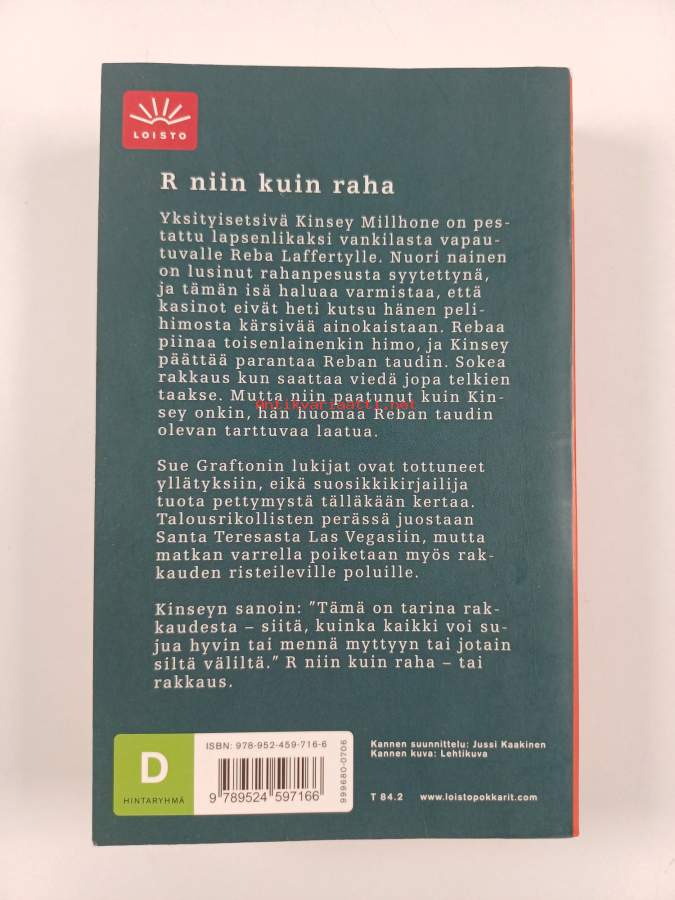 LOISTO
R niin kuin raha
Yksityisetsivä Kinsey Millhone on pes-
tattu lapsenlikaksi vankilasta vapau-
tuvalle Reba Laffertylle. Nuori nainen
on lusinut rahanpesusta syytettynä,
ja tämän isä haluaa varmistaa, että
kasinot eivät heti kutsu hänen peli-
himosta kärsivää ainokaistaan. Rebaa
piinaa toisenlainenkin himo, ja Kinsey
päättää parantaa Reban taudin. Sokea
rakkaus kun saattaa viedä jopa telkien
taakse. Mutta niin paatunut kuin Kin-
Antikvariaatti.net
sey onkin, hän huomaa Reban taudin
olevan tarttuvaa laatua.
Sue Graftonin lukijat ovat tottuneet
yllätyksiin, eikä suosikkikirjailija
tuota pettymystä tälläkään kertaa.
Talousrikollisten perässä juostaan
Santa Teresasta Las Vegasiin, mutta
matkan varrella poiketaan myös rak-
kauden risteileville poluille.
Kinseyn sanoin: ”Tämä on tarina rak-
kaudesta – siitä, kuinka kaikki voi su-
jua hyvin tai mennä myttyyn tai jotain
siltä väliltä.” R niin kuin raha – tai
rakkaus.
D
HINTARYHMÄ
ISBN: 978-952-459-716-6
9 789524 597166
999680-0706
Kannen suunnittelu: Jussi Kaakinen
Kannen kuva: Lehtikuva
T 84.2 www.loistopokkarit.com